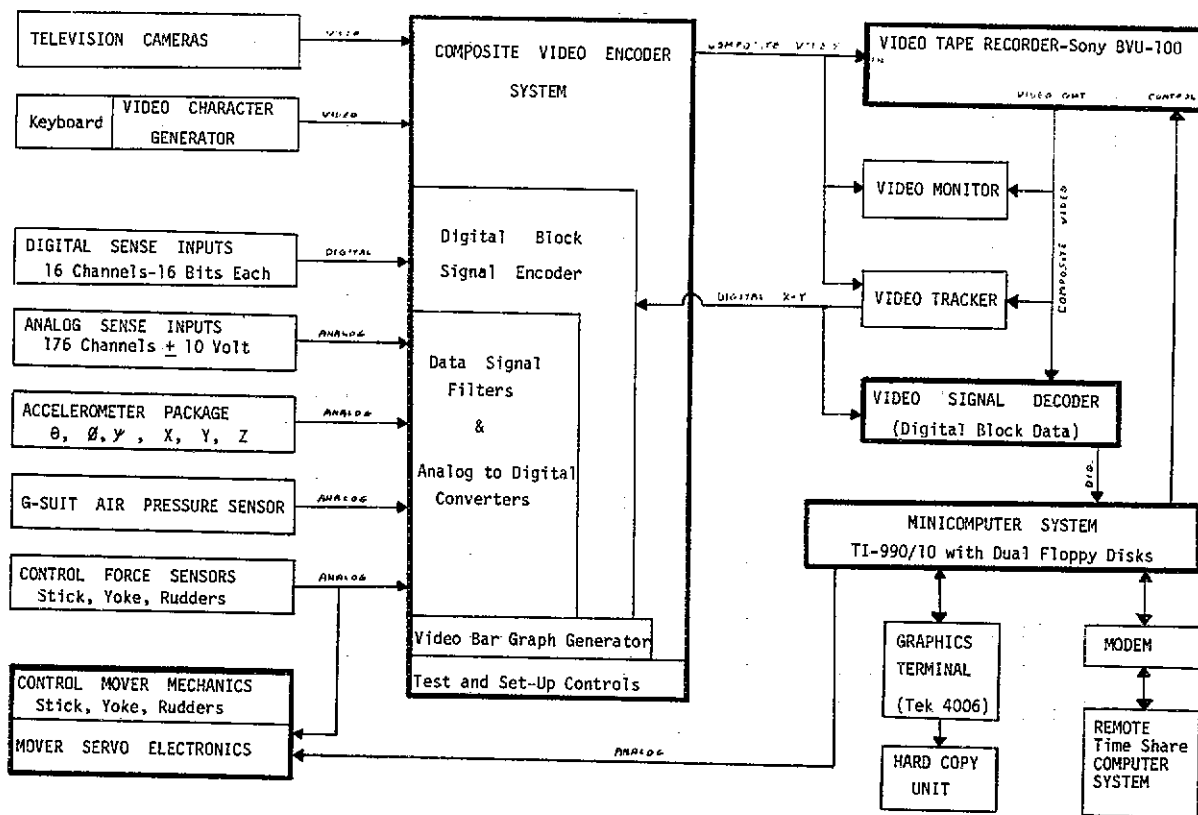 TELEVISION CAMERAS
VIDEO
Keyboard
VIDEO CHARACTER
GENERATOR
VIDEO
DIGITAL SENSE INPUTS
16 Channels-16 Bits Each
DIGITAL
ANALOG SENSE INPUTS
176 Channels ± 10 Volt
ANALOG
ACCELEROMETER PACKAGE
θ, Ø, ψ, X, Y, Z
ANALOG
G-SUIT AIR PRESSURE SENSOR
ANALOG
CONTROL FORCE SENSORS
Stick, Yoke, Rudders
ANALOG
CONTROL MOVER MECHANICS
Stick, Yoke, Rudders
MOVER SERVO ELECTRONICS
COMPOSITE VIDEO ENCODER
SYSTEM
Digital Block
Signal Encoder
Data Signal
Filters
&
Analog to Digital
Converters
Video Bar Graph Generator
Test and Set-Up Controls
COMPOSITE VIDEO
VIDEO TAPE RECORDER-Sony BVU-100
IN
VIDEO OUT
CONTROL
VIDEO MONITOR
COMPOSITE VIDEO
DIGITAL X-Y
VIDEO TRACKER
VIDEO SIGNAL DECODER
(Digital Block Data)
DIG.
MINICOMPUTER SYSTEM
TI-990/10 with Dual Floppy Disks
ANALOG
GRAPHICS
TERMINAL
(Tek 4006)
HARD COPY
UNIT
MODEM
REMOTE
Time Share
COMPUTER
SYSTEM